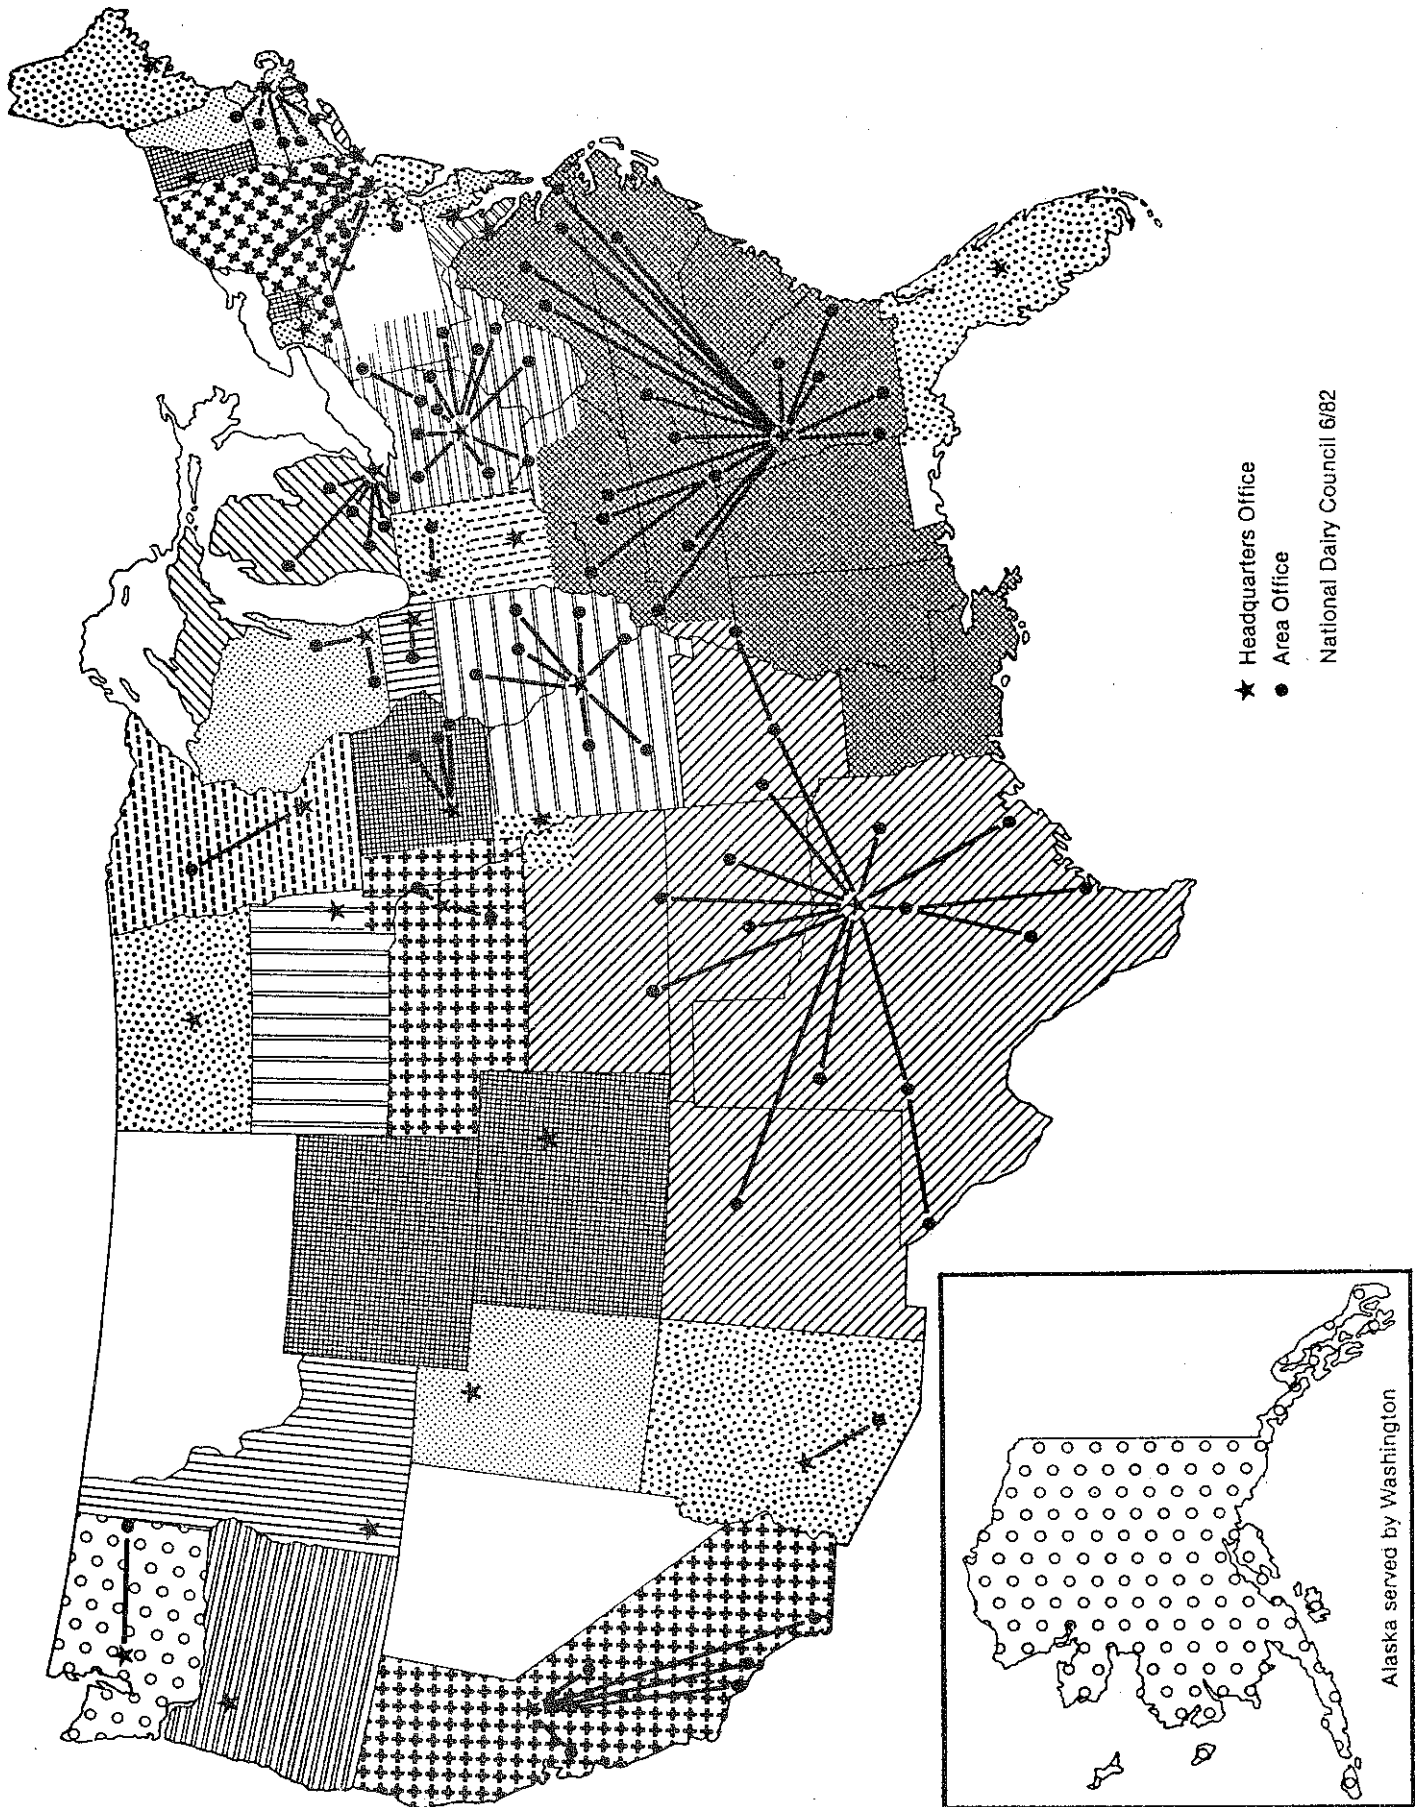 ★ Headquarters Office
● Area Office
National Dairy Council 6/82
Alaska served by Washington